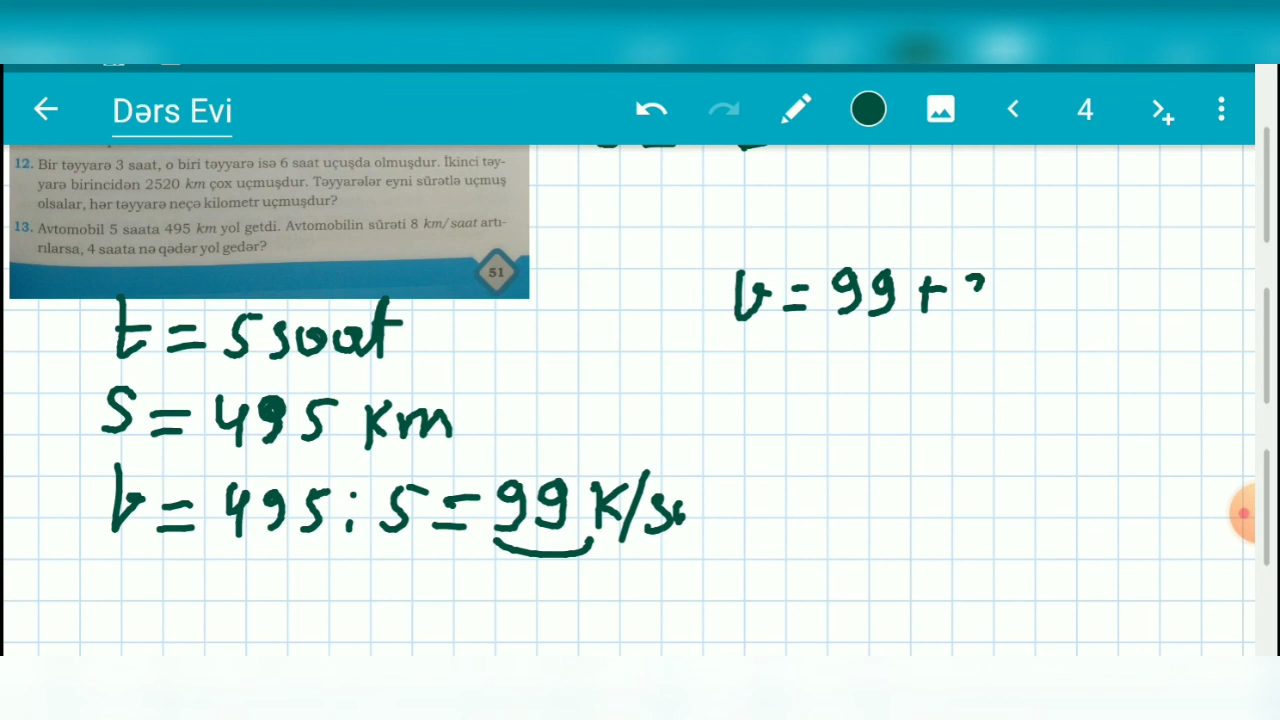 Dərs Evi
4
12. Bir təyyarə 3 saat, o biri təyyarə isə 6 saat uçuşda olmuşdur. İkinci təy-
yarə birincidən 2520 km çox uçmuşdur. Təyyarələr eyni sürətlə uçmuş
olsalar, hər təyyarə neçə kilometr uçmuşdur?
13. Avtomobil 5 saata 495 km yol getdi. Avtomobilin sürəti 8 km/saat artı-
rılarsa, 4 saata nə qədər yol gedər?
51
t = 5 saat
S = 495 km
v = 495 : 5 = 99 K/sa
v = 99 +